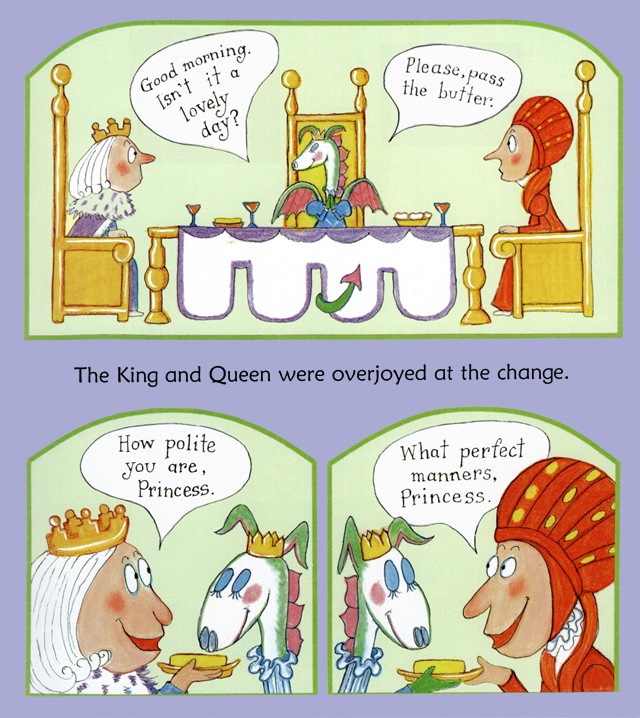 Good morning.
Isn't it a
lovely
day?
Please, pass
the butter.
The King and Queen were overjoyed at the change.
How polite
you are,
Princess.
What perfect
manners,
Princess.